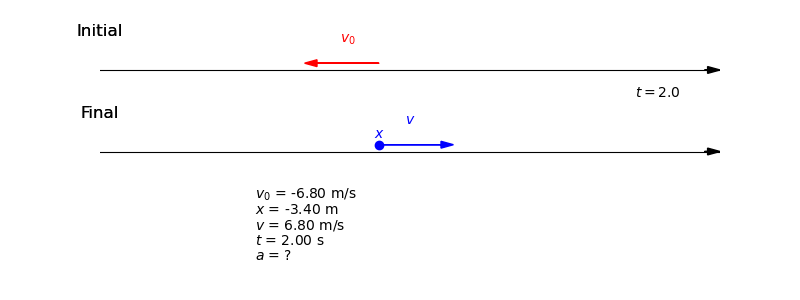 Initial
v₀
t = 2.0
Final
v
x
v₀ = -6.80 m/s
x = -3.40 m
v = 6.80 m/s
t = 2.00 s
a = ?